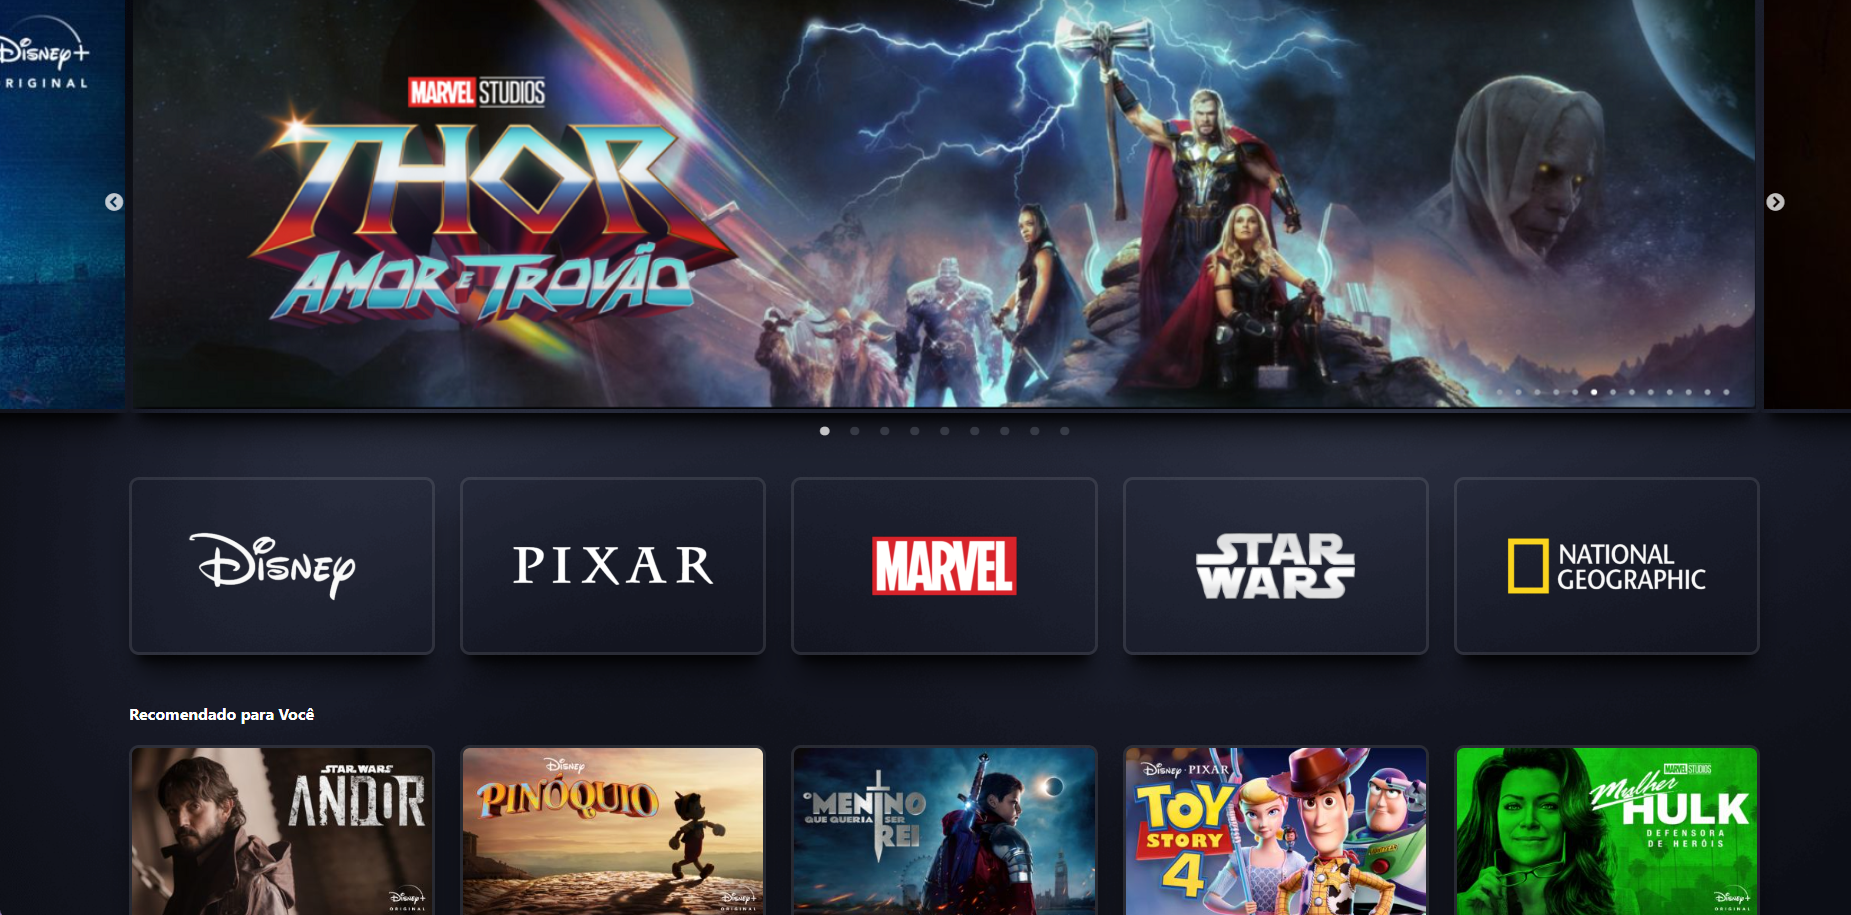 Disney+
ORIGINAL
MARVEL STUDIOS
THOR
AMOR E TROVÃO
Disney
PIXAR
MARVEL
STAR WARS
NATIONAL GEOGRAPHIC
Recomendado para Você
STAR WARS
ANDOR
Disney+
ORIGINAL
Disney
PINÓQUIO
Disney+
ORIGINAL
O MENINO
QUE QUERIA SER
REI
Disney · PIXAR
TOY
STORY
4
MARVEL STUDIOS
Mulher
HULK
DEFENSORA
DE HERÓIS
Disney+
ORIGINAL